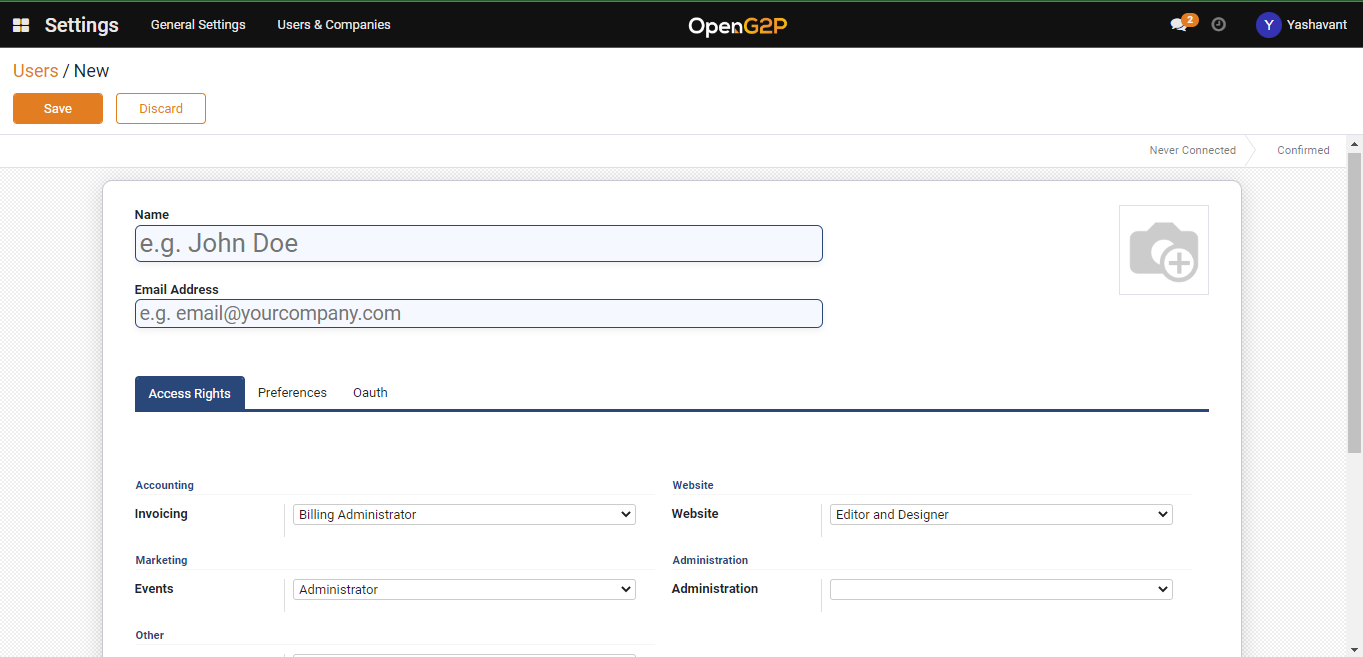 Settings General Settings Users & Companies OpenG2P 2 Y Yashavant
Users / New
Save Discard
Never Connected Confirmed
Name
e.g. John Doe
Email Address
e.g. email@yourcompany.com
Access Rights Preferences Oauth
Accounting Website
Invoicing Billing Administrator Website Editor and Designer
Marketing Administration
Events Administrator Administration
Other